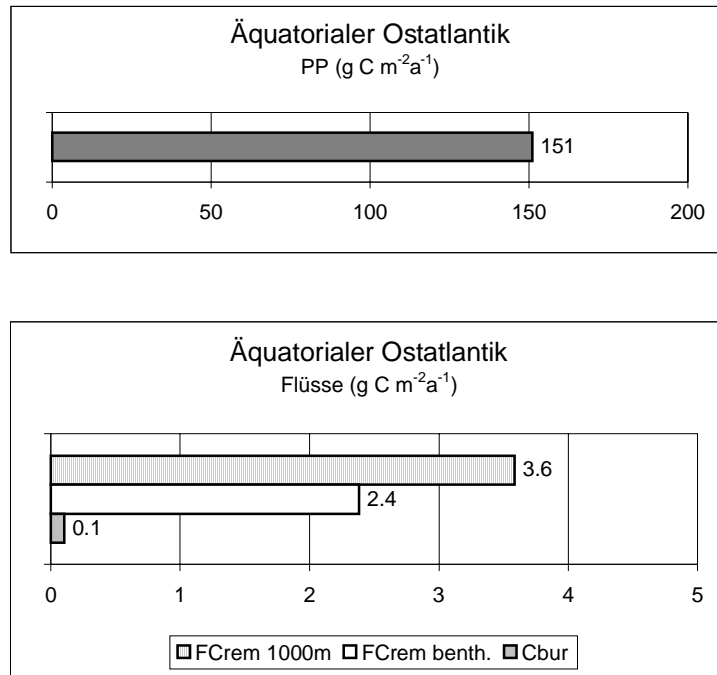 Äquatorialer Ostatlantik
PP (g C m⁻²a⁻¹)
151
0 50 100 150 200
Äquatorialer Ostatlantik
Flüsse (g C m⁻²a⁻¹)
3.6
2.4
0.1
0 1 2 3 4 5
FCrem 1000m FCrem benth. Cbur